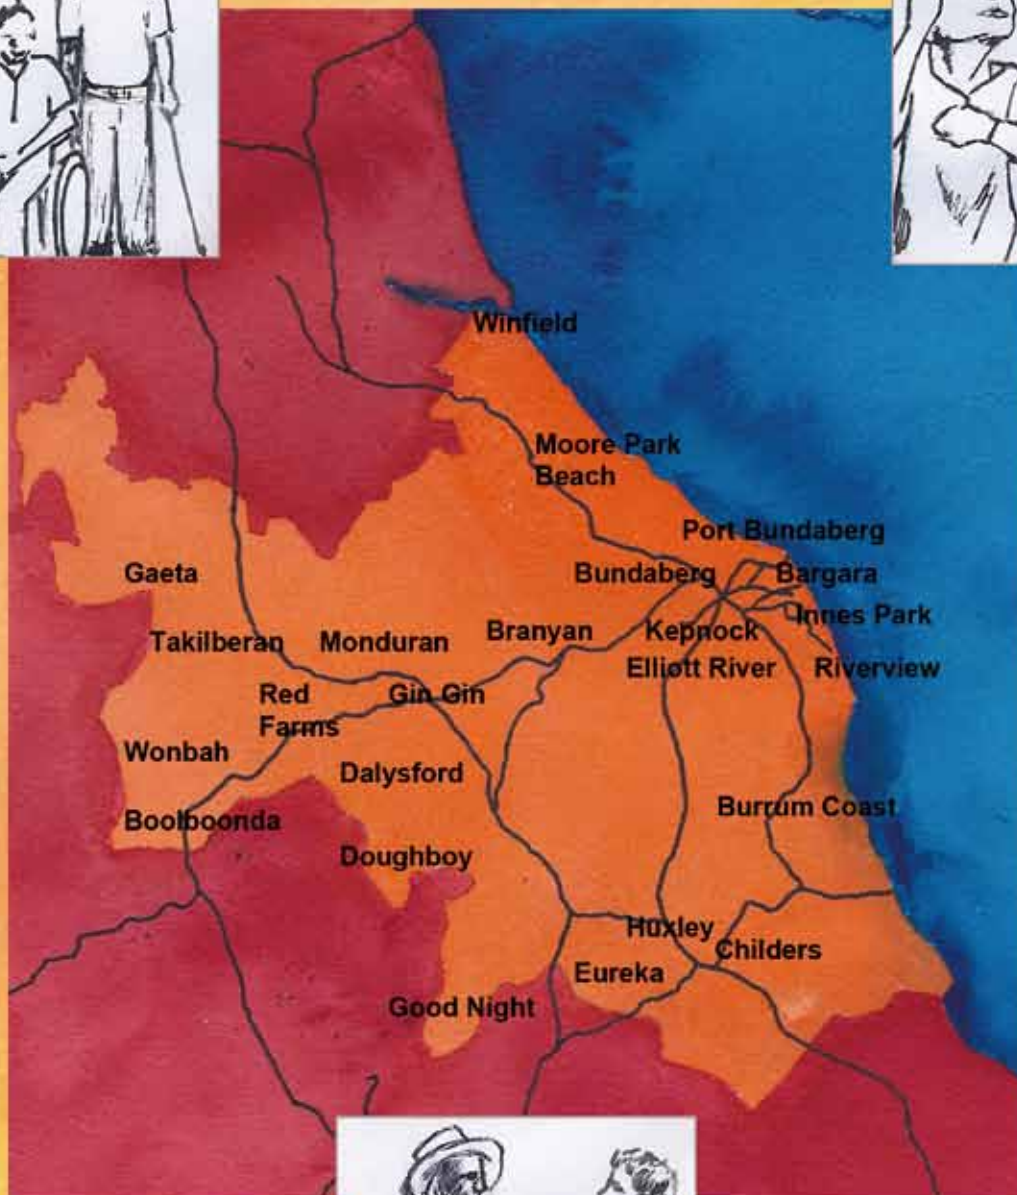 Winfield
Moore Park
Beach
Port Bundaberg
Gaeta
Bundaberg
Bargara
Innes Park
Takilberan
Monduran
Branyan
Kepnock
Elliott River
Riverview
Red
Farms
Gin Gin
Wonbah
Dalysford
Boolboonda
Burrum Coast
Doughboy
Huxley
Childers
Eureka
Good Night